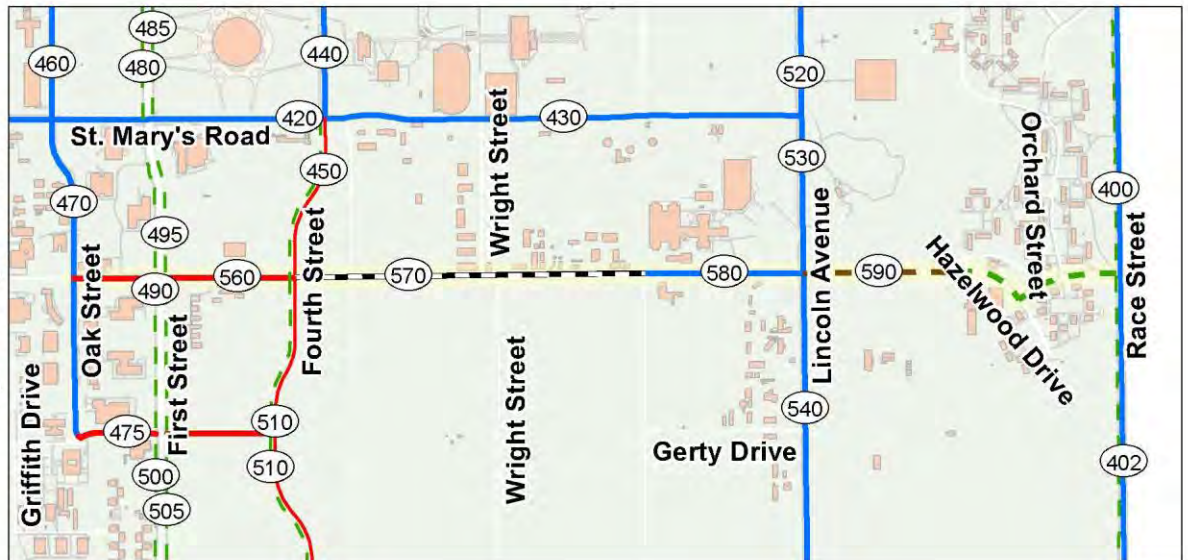 485
460
480
440
520
420
430
St. Mary's Road
530
450
400
470
495
Wright Street
Orchard Street
490
560
570
580
590
Oak Street
First Street
Fourth Street
Lincoln Avenue
Hazelwood Drive
Race Street
Griffith Drive
Wright Street
475
510
540
Gerty Drive
510
402
500
505